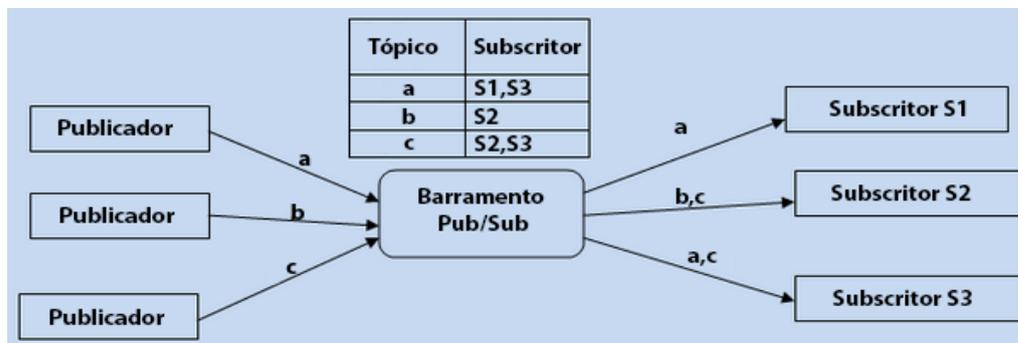 Tópico Subscritor
a S1,S3
b S2
c S2,S3
Publicador
a
Publicador
b
Publicador
c
Barramento
Pub/Sub
a
Subscritor S1
b,c
Subscritor S2
a,c
Subscritor S3